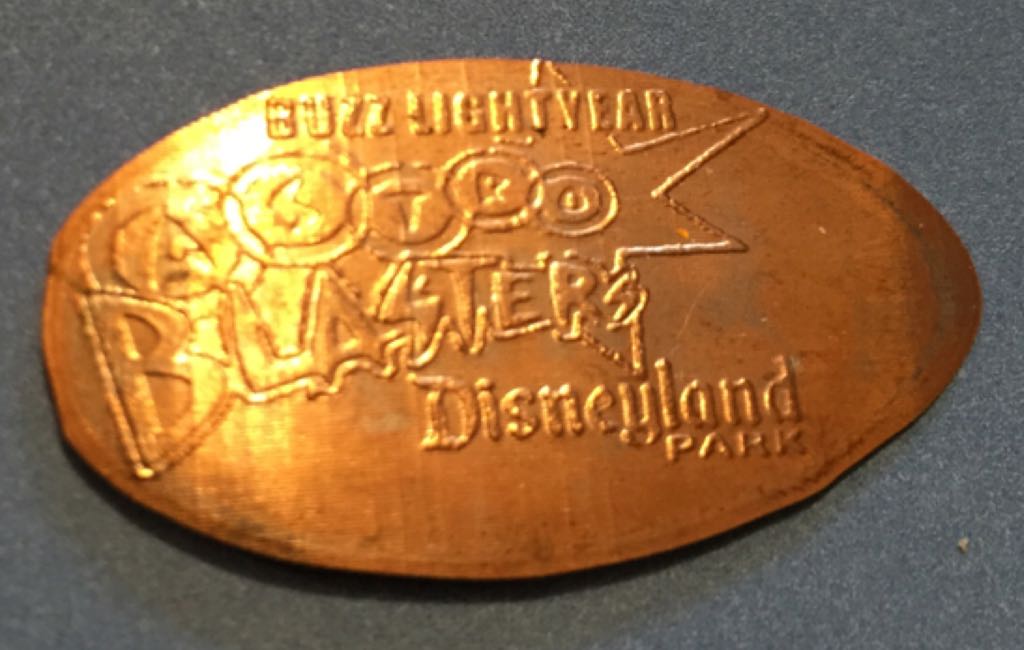 BUZZ LIGHTYEAR
ASTRO
BLASTERS
Disneyland
PARK